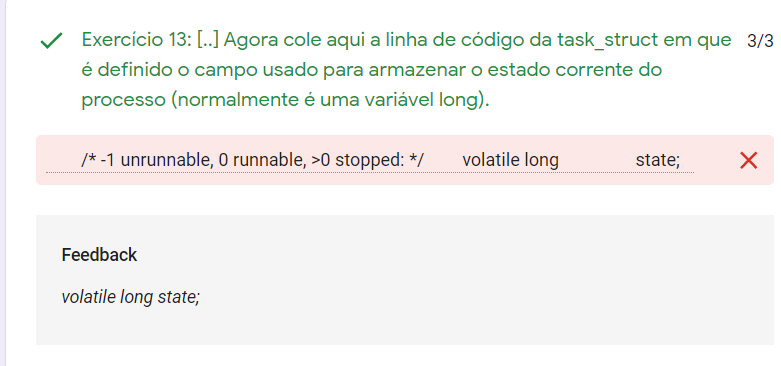 Exercício 13: [..] Agora cole aqui a linha de código da task_struct em que 3/3
é definido o campo usado para armazenar o estado corrente do
processo (normalmente é uma variável long).
/* -1 unrunnable, 0 runnable, >0 stopped: */ volatile long state;
Feedback
volatile long state;